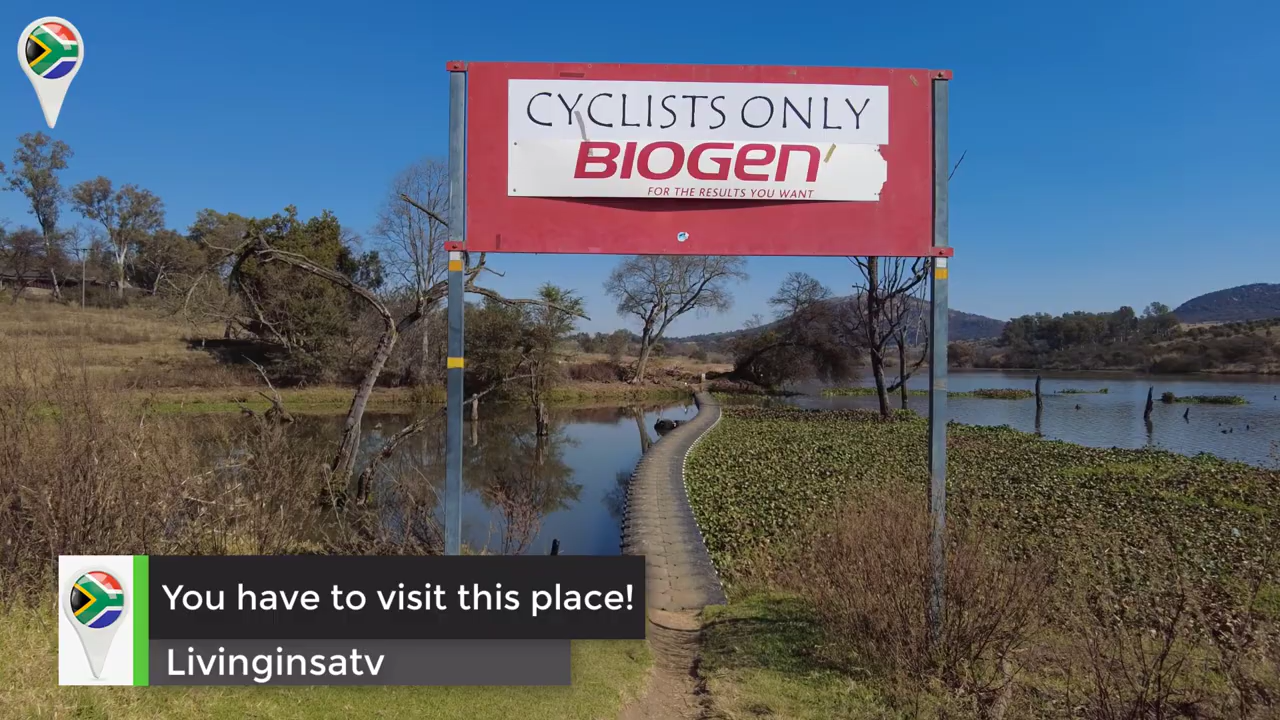 CYCLISTS ONLY
BIOGEN
FOR THE RESULTS YOU WANT
You have to visit this place!
Livinginsatv